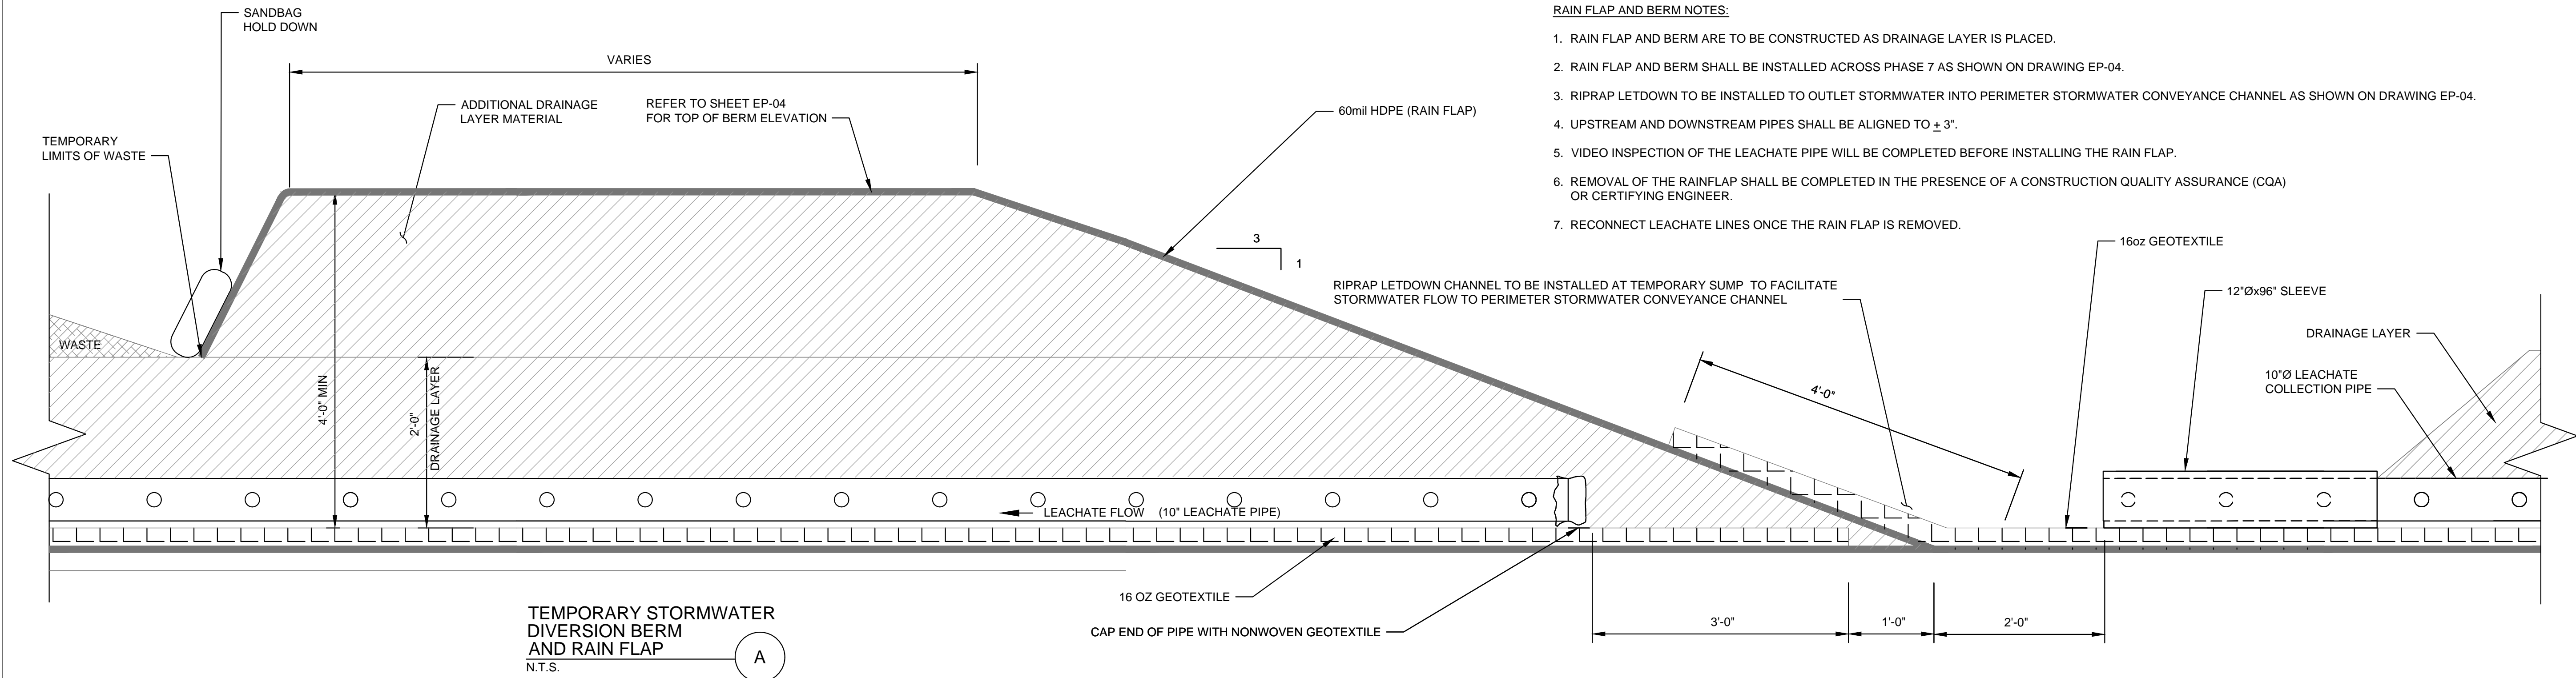 SANDBAG
HOLD DOWN
VARIES
ADDITIONAL DRAINAGE
LAYER MATERIAL
REFER TO SHEET EP-04
FOR TOP OF BERM ELEVATION
60mil HDPE (RAIN FLAP)
TEMPORARY
LIMITS OF WASTE
RAIN FLAP AND BERM NOTES:
1. RAIN FLAP AND BERM ARE TO BE CONSTRUCTED AS DRAINAGE LAYER IS PLACED.
2. RAIN FLAP AND BERM SHALL BE INSTALLED ACROSS PHASE 7 AS SHOWN ON DRAWING EP-04.
3. RIPRAP LETDOWN TO BE INSTALLED TO OUTLET STORMWATER INTO PERIMETER STORMWATER CONVEYANCE CHANNEL AS SHOWN ON DRAWING EP-04.
4. UPSTREAM AND DOWNSTREAM PIPES SHALL BE ALIGNED TO ± 3".
5. VIDEO INSPECTION OF THE LEACHATE PIPE WILL BE COMPLETED BEFORE INSTALLING THE RAIN FLAP.
6. REMOVAL OF THE RAINFLAP SHALL BE COMPLETED IN THE PRESENCE OF A CONSTRUCTION QUALITY ASSURANCE (CQA)
OR CERTIFYING ENGINEER.
7. RECONNECT LEACHATE LINES ONCE THE RAIN FLAP IS REMOVED.
3
1
16oz GEOTEXTILE
RIPRAP LETDOWN CHANNEL TO BE INSTALLED AT TEMPORARY SUMP TO FACILITATE
STORMWATER FLOW TO PERIMETER STORMWATER CONVEYANCE CHANNEL
12"Øx96" SLEEVE
DRAINAGE LAYER
10"Ø LEACHATE
COLLECTION PIPE
WASTE
4'-0" MIN
2'-0"
DRAINAGE LAYER
4'-0"
LEACHATE FLOW (10" LEACHATE PIPE)
16 OZ GEOTEXTILE
CAP END OF PIPE WITH NONWOVEN GEOTEXTILE
3'-0"
1'-0"
2'-0"
TEMPORARY STORMWATER
DIVERSION BERM
AND RAIN FLAP
A
N.T.S.